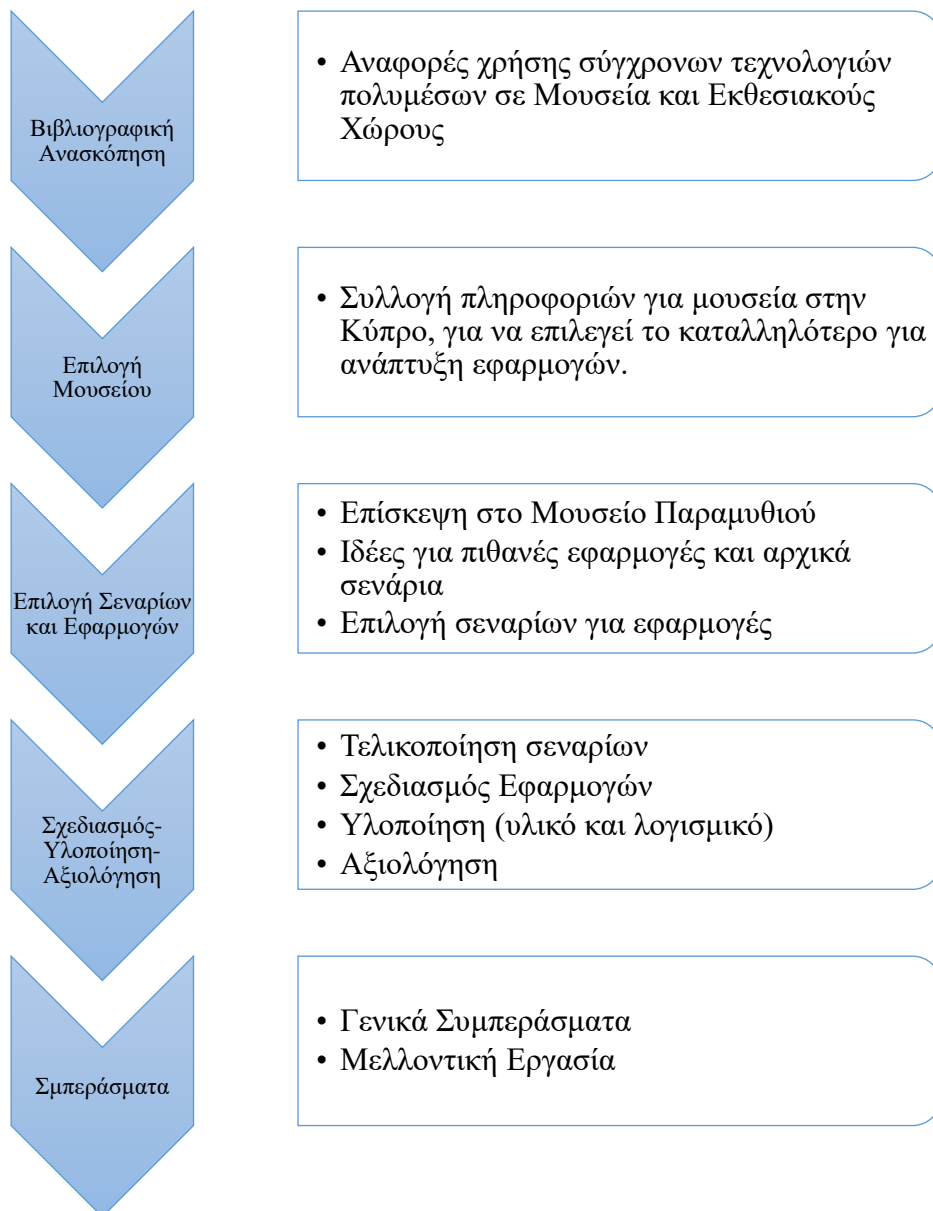 Βιβλιογραφική
Ανασκόπηση
• Αναφορές χρήσης σύγχρονων τεχνολογιών
πολυμέσων σε Μουσεία και Εκθεσιακούς
Χώρους
Επιλογή
Μουσείου
• Συλλογή πληροφοριών για μουσεία στην
Κύπρο, για να επιλεγεί το καταλληλότερο για
ανάπτυξη εφαρμογών.
Επιλογή Σεναρίων
και Εφαρμογών
• Επίσκεψη στο Μουσείο Παραμυθιού
• Ιδέες για πιθανές εφαρμογές και αρχικά
σενάρια
• Επιλογή σεναρίων για εφαρμογές
Σχεδιασμός-
Υλοποίηση-
Αξιολόγηση
• Τελικοποίηση σεναρίων
• Σχεδιασμός Εφαρμογών
• Υλοποίηση (υλικό και λογισμικό)
• Αξιολόγηση
Σμπεράσματα
• Γενικά Συμπεράσματα
• Μελλοντική Εργασία